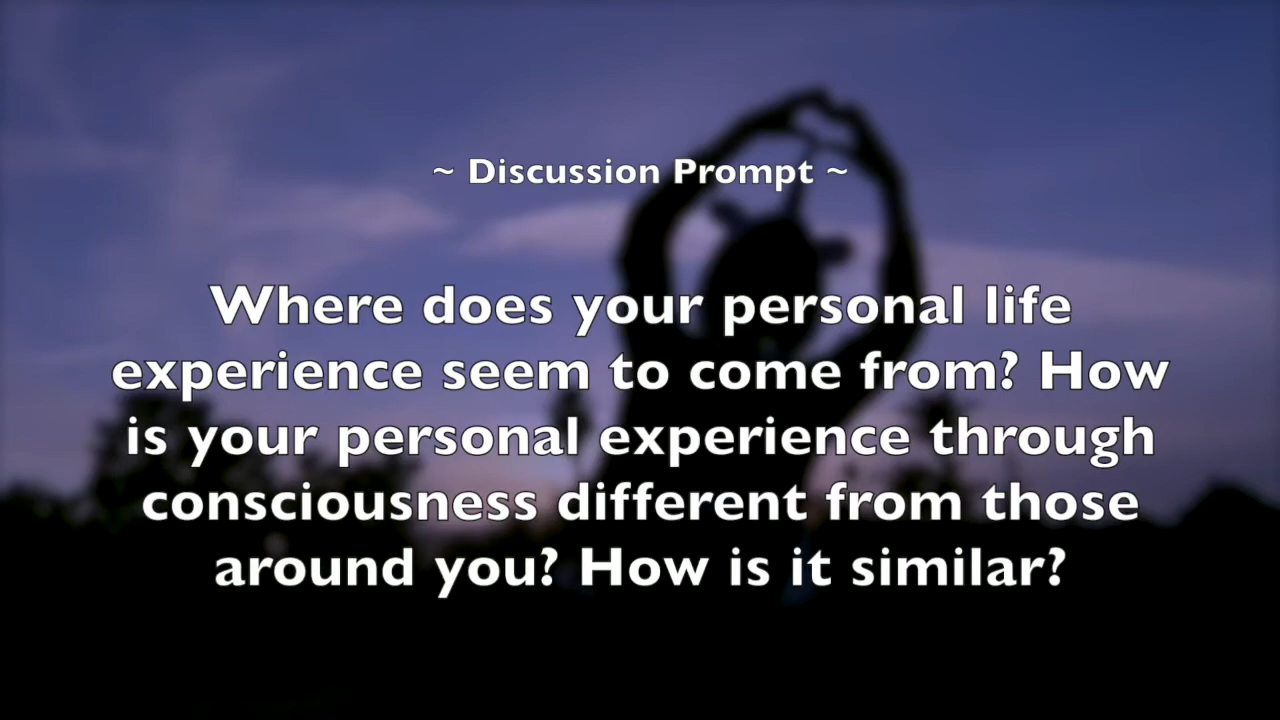 ~ Discussion Prompt ~
Where does your personal life
experience seem to come from? How
is your personal experience through
consciousness different from those
around you? How is it similar?